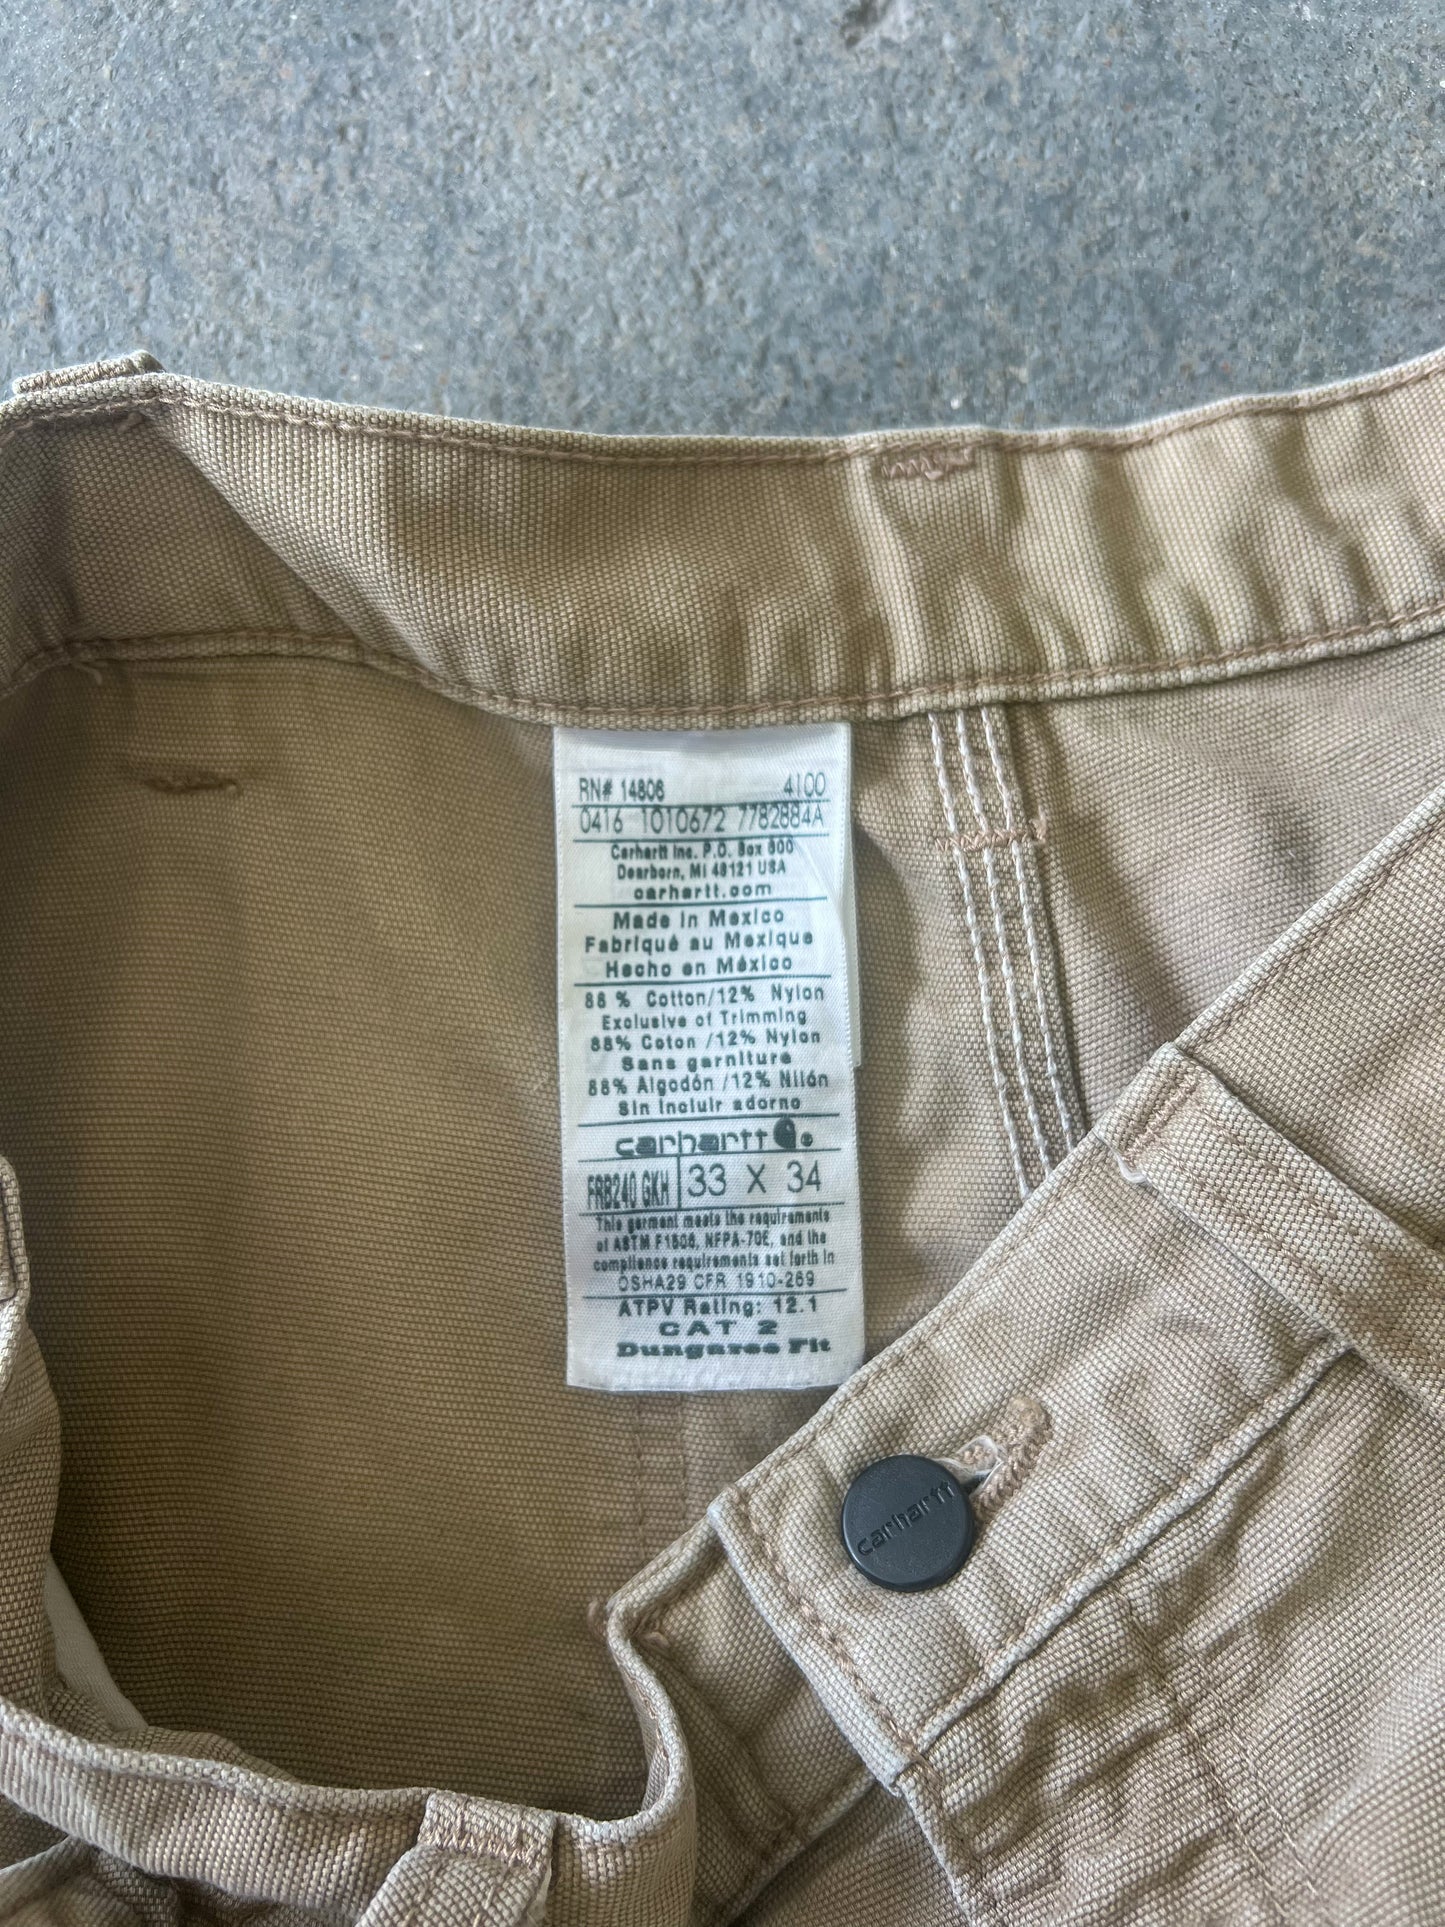 RN# 14806 4100
0416 1010672 7782884A
Carhartt Inc. P.O. Box 600
Dearborn, MI 48121 USA
carhartt.com
Made in Mexico
Fabriqué au Mexique
Hecho en México
88 % Cotton/12% Nylon
Exclusive of Trimming
88% Coton /12% Nylon
Sans garniture
88% Algodón /12% Nilón
Sin Incluir adorno
carhartt ®
FRB240 GKH 33 X 34
This garment meets the requirements
of ASTM F1506, NFPA-70E, and the
compliance requirements set forth in
OSHA29 CFR 1910-269
ATPV Rating: 12.1
CAT 2
Dungaree Fit
carhartt